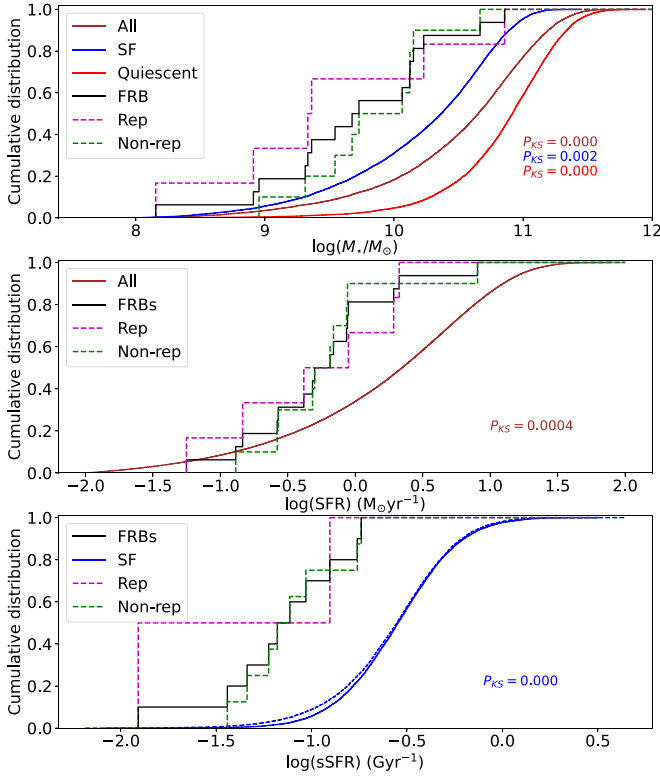 Cumulative distribution
1.0
0.8
0.6
0.4
0.2
0.0
All
SF
Quiescent
FRB
Rep
Non-rep
P_KS = 0.000
P_KS = 0.002
P_KS = 0.000
8 9 10 11 12
log(M⋆/M⊙)
Cumulative distribution
1.0
0.8
0.6
0.4
0.2
0.0
All
FRBs
Rep
Non-rep
P_KS = 0.0004
−2.0 −1.5 −1.0 −0.5 0.0 0.5 1.0 1.5 2.0
log(SFR) (M⊙yr⁻¹)
Cumulative distribution
1.0
0.8
0.6
0.4
0.2
0.0
FRBs
SF
Rep
Non-rep
P_KS = 0.000
−2.0 −1.5 −1.0 −0.5 0.0 0.5
log(sSFR) (Gyr⁻¹)